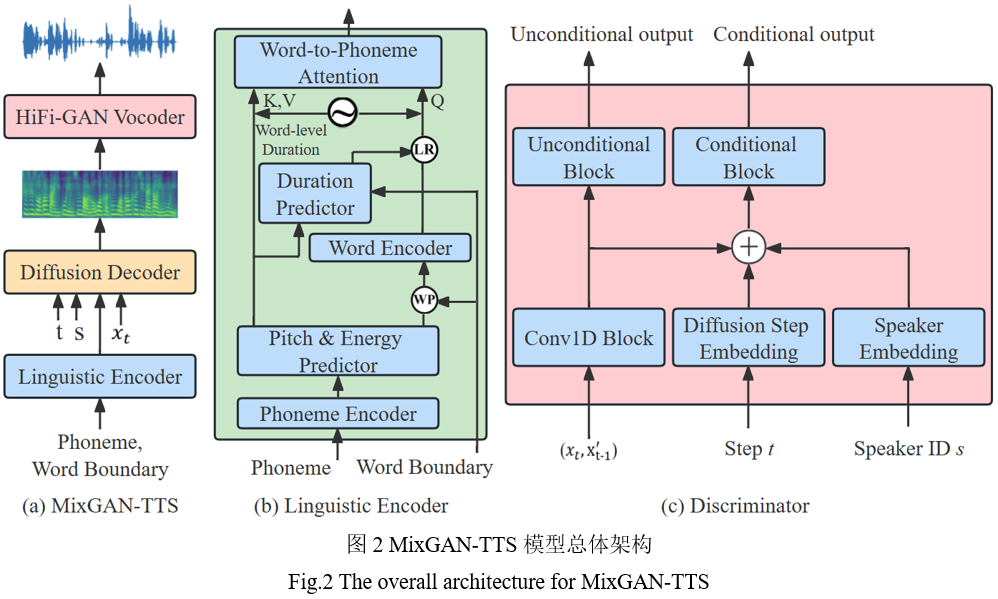 HiFi-GAN Vocoder
Diffusion Decoder
t s x_t
Linguistic Encoder
Phoneme,
Word Boundary
(a) MixGAN-TTS
Word-to-Phoneme
Attention
K,V
Q
Word-level
Duration
LR
Duration
Predictor
Word Encoder
WP
Pitch & Energy
Predictor
Phoneme Encoder
Phoneme
Word Boundary
(b) Linguistic Encoder
Unconditional output
Conditional output
Unconditional
Block
Conditional
Block
Conv1D Block
Diffusion Step
Embedding
Speaker
Embedding
(x_t, x'_{t-1})
Step t
Speaker ID s
(c) Discriminator
图 2 MixGAN-TTS 模型总体架构
Fig.2 The overall architecture for MixGAN-TTS